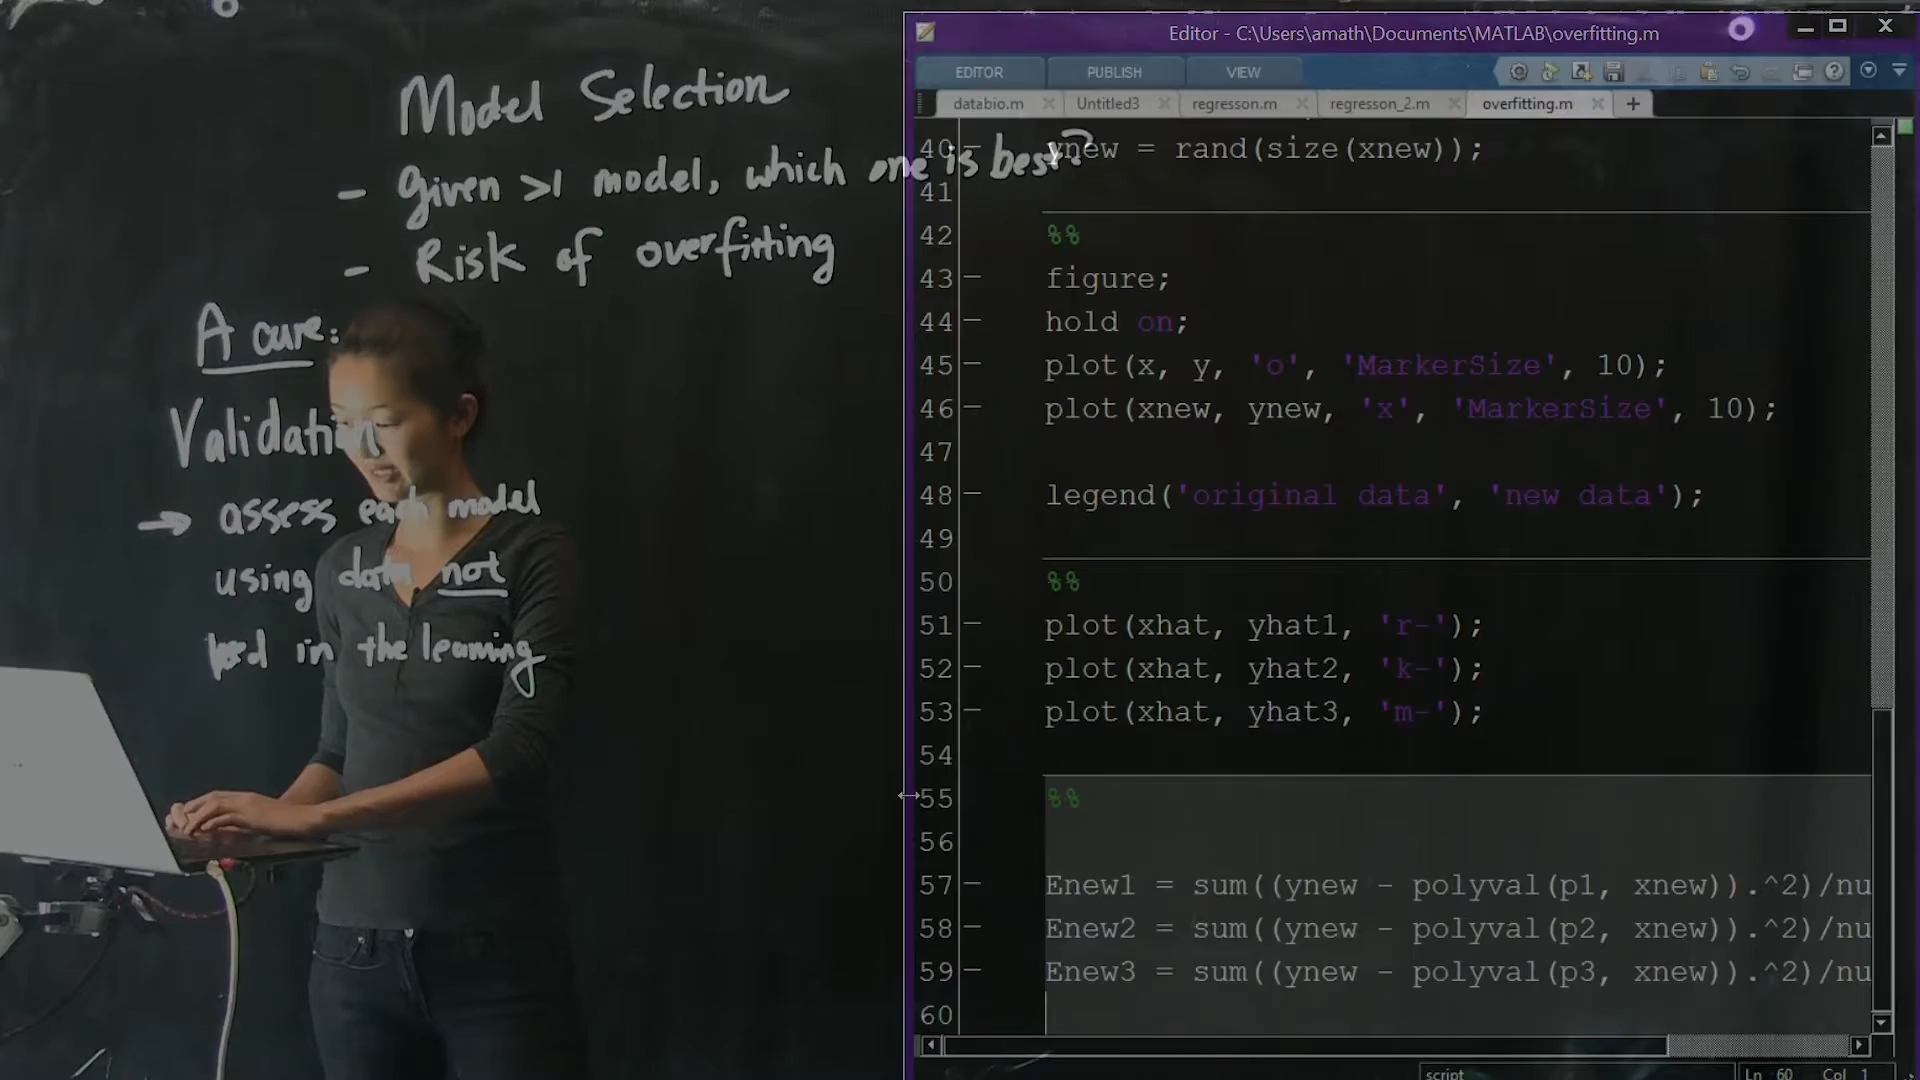 Model Selection
- Given >1 model, which one is best?
- Risk of overfitting
A cure:
Validation
→ assess each model
using data not
used in the learning
Editor - C:\Users\amath\Documents\MATLAB\overfitting.m
EDITOR PUBLISH VIEW
databio.m Untitled3 regresson.m regresson_2.m overfitting.m
40 ynew = rand(size(xnew));
41
42 %%
43 figure;
44 hold on;
45 plot(x, y, 'o', 'MarkerSize', 10);
46 plot(xnew, ynew, 'x', 'MarkerSize', 10);
47
48 legend('original data', 'new data');
49
50 %%
51 plot(xhat, yhat1, 'r-');
52 plot(xhat, yhat2, 'k-');
53 plot(xhat, yhat3, 'm-');
54
55 %%
56
57 Enew1 = sum((ynew - polyval(p1, xnew)).^2)/nu
58 Enew2 = sum((ynew - polyval(p2, xnew)).^2)/nu
59 Enew3 = sum((ynew - polyval(p3, xnew)).^2)/nu
60
script Ln 60 Col 1